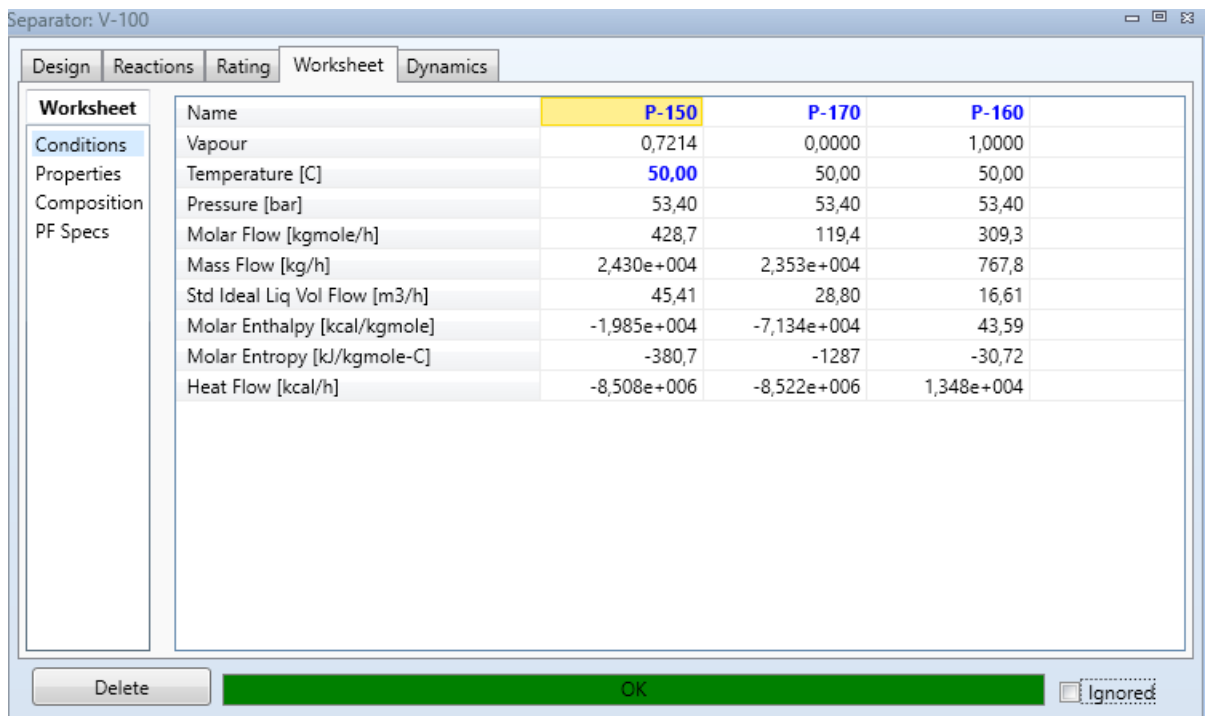 Separator: V-100
Design Reactions Rating Worksheet Dynamics
Worksheet
Conditions
Properties
Composition
PF Specs
Name P-150 P-170 P-160
Vapour 0,7214 0,0000 1,0000
Temperature [C] 50,00 50,00 50,00
Pressure [bar] 53,40 53,40 53,40
Molar Flow [kgmole/h] 428,7 119,4 309,3
Mass Flow [kg/h] 2,430e+004 2,353e+004 767,8
Std Ideal Liq Vol Flow [m3/h] 45,41 28,80 16,61
Molar Enthalpy [kcal/kgmole] -1,985e+004 -7,134e+004 43,59
Molar Entropy [kJ/kgmole-C] -380,7 -1287 -30,72
Heat Flow [kcal/h] -8,508e+006 -8,522e+006 1,348e+004
Delete OK Ignored